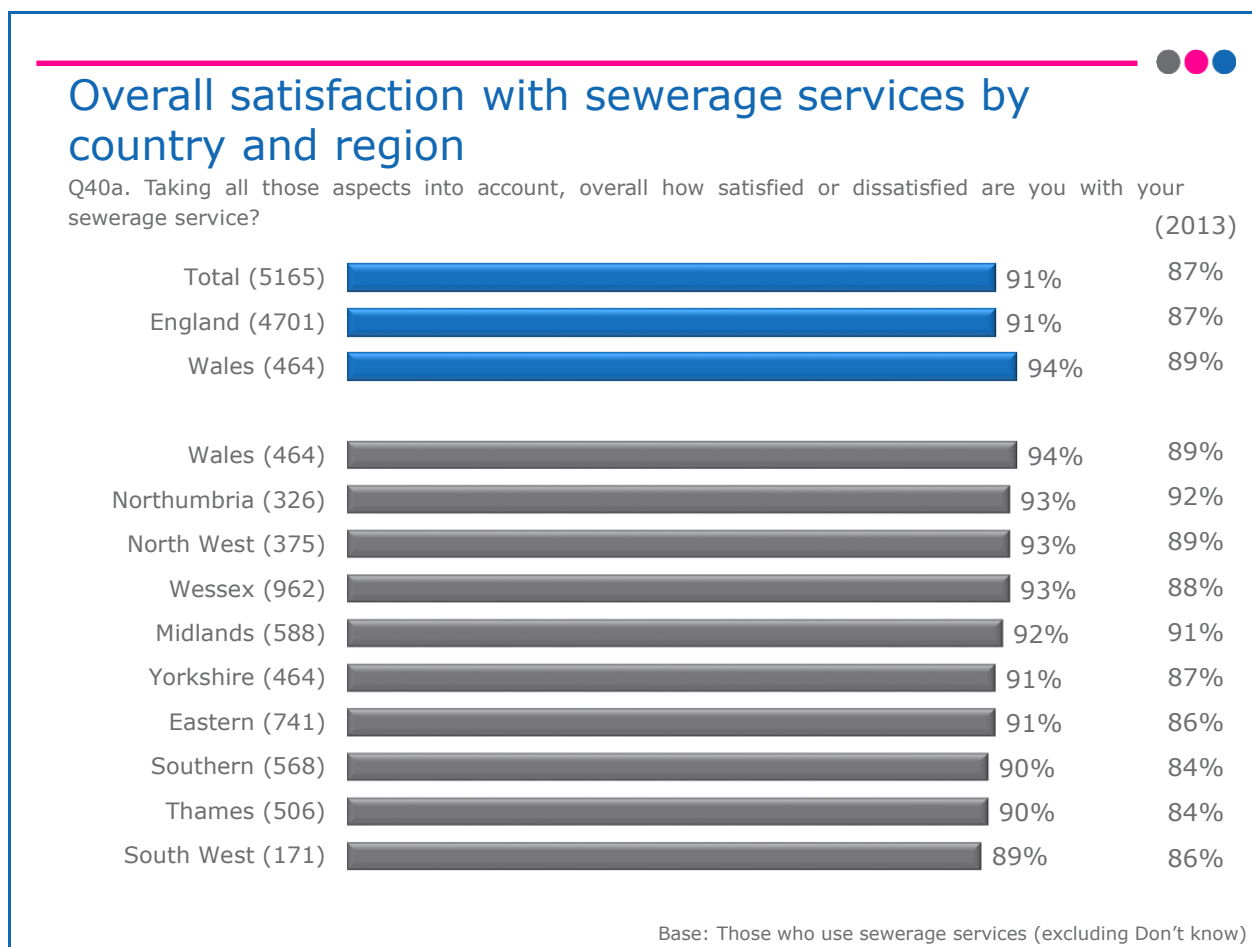 Overall satisfaction with sewerage services by
country and region
Q40a. Taking all those aspects into account, overall how satisfied or dissatisfied are you with your
sewerage service?
(2013)
Total (5165) 91% 87%
England (4701) 91% 87%
Wales (464) 94% 89%
Wales (464) 94% 89%
Northumbria (326) 93% 92%
North West (375) 93% 89%
Wessex (962) 93% 88%
Midlands (588) 92% 91%
Yorkshire (464) 91% 87%
Eastern (741) 91% 86%
Southern (568) 90% 84%
Thames (506) 90% 84%
South West (171) 89% 86%
Base: Those who use sewerage services (excluding Don’t know)